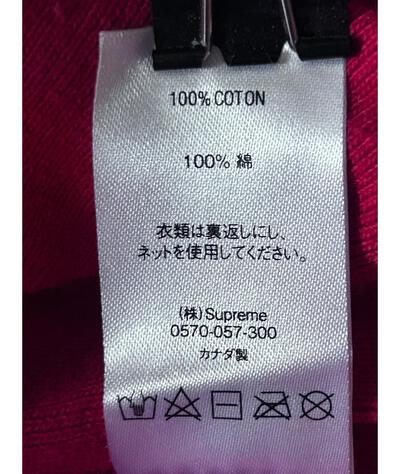 100% COTON
100% 綿
衣類は裏返しにし、
ネットを使用してください。
(株)Supreme
0570-057-300
カナダ製